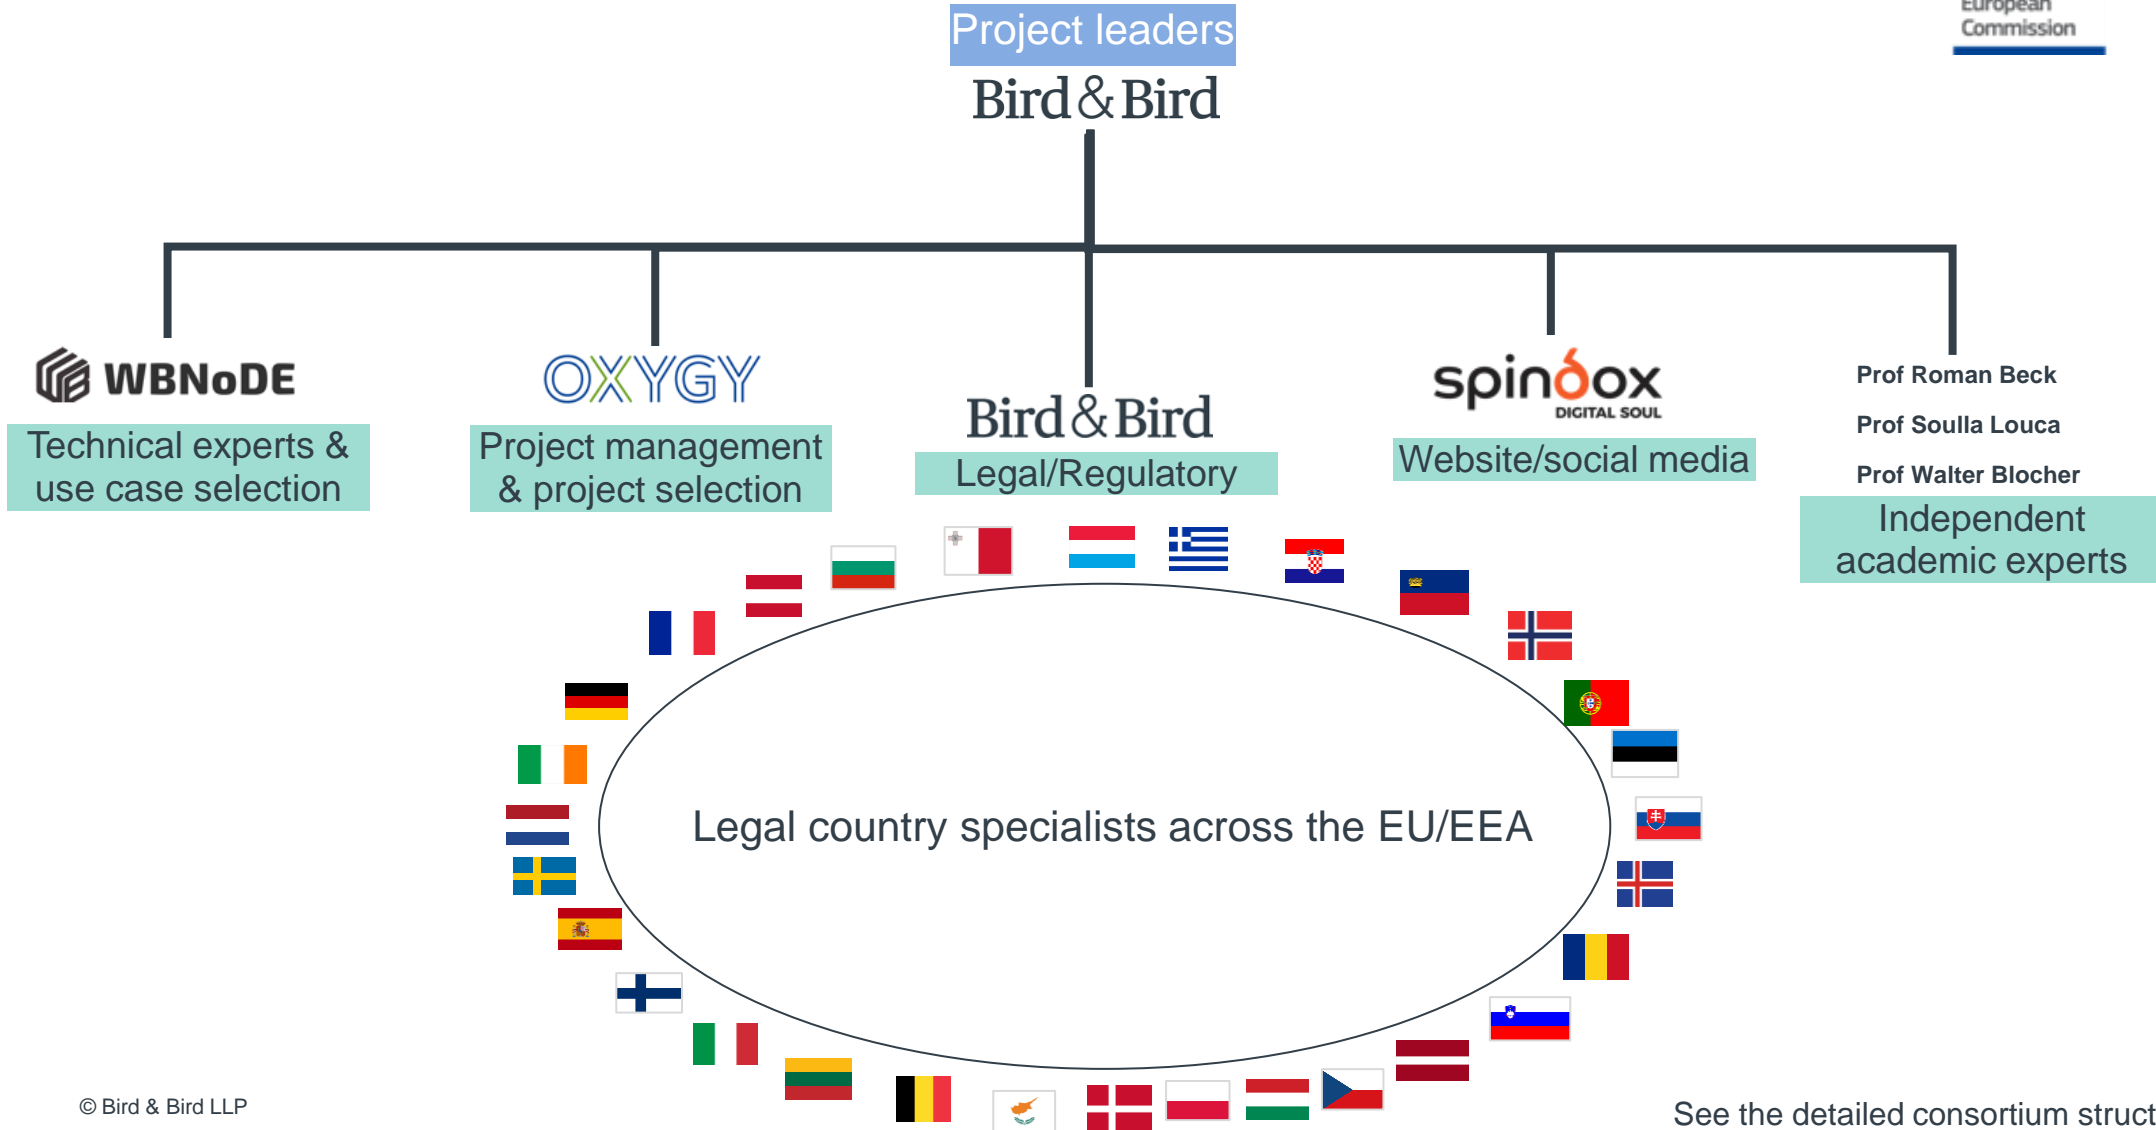 European
Commission
Project leaders
Bird & Bird
WBNoDE
Technical experts &
use case selection
OXYGY
Project management
& project selection
Bird & Bird
Legal/Regulatory
spindox
DIGITAL SOUL
Website/social media
Prof Roman Beck
Prof Soulla Louca
Prof Walter Blocher
Independent
academic experts
Legal country specialists across the EU/EEA
© Bird & Bird LLP
See the detailed consortium struct